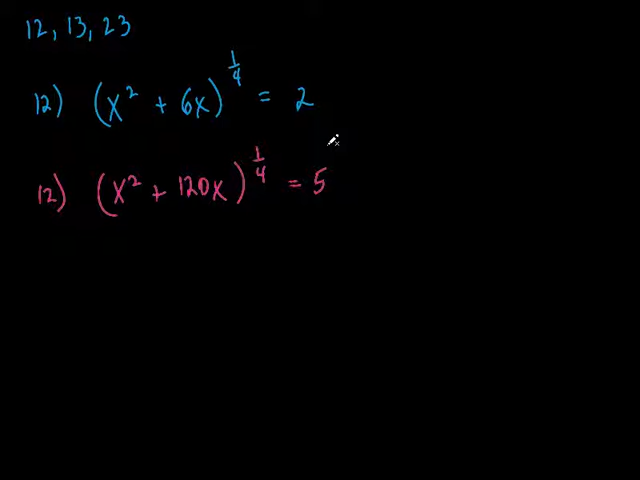 12, 13, 23
12) (x² + 6x)^¼ = 2
12) (x² + 120x)^¼ = 5